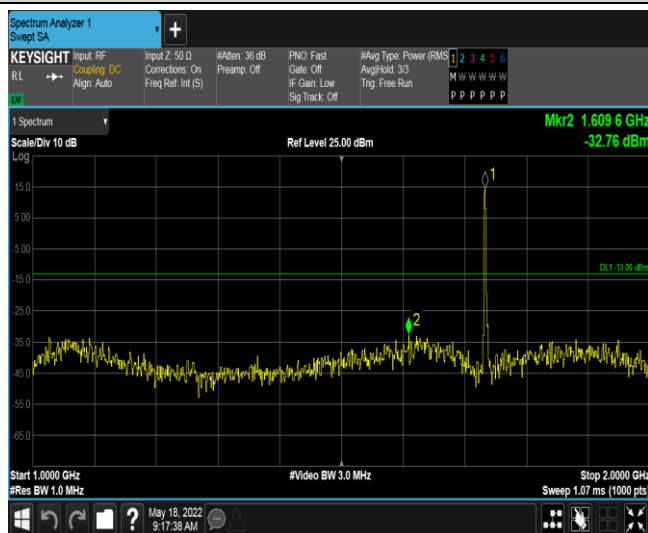 Spectrum Analyzer 1
Swept SA
+
KEYSIGHT
RL
Input: RF
Coupling: DC
Align: Auto
Input Z: 50 Ω
Corrections: On
Freq Ref: Int (S)
#Atten: 36 dB
Preamp: Off
PNO: Fast
Gate: Off
IF Gain: Low
Sig Track: Off
#Avg Type: Power (RMS
Avg|Hold: 3/3
Trig: Free Run
1 2 3 4 5 6
M W W W W W
P P P P P P
1 Spectrum
Mkr2 1.609 6 GHz
-32.76 dBm
Scale/Div 10 dB
Ref Level 25.00 dBm
Log
1
15.0
5.00
-5.00
DL1 -13.00 dBm
-15.0
-25.0
2
-35.0
-45.0
-55.0
-65.0
Start 1.0000 GHz
#Video BW 3.0 MHz
Stop 2.0000 GHz
#Res BW 1.0 MHz
Sweep 1.07 ms (1000 pts)
?
May 18, 2022
9:17:38 AM